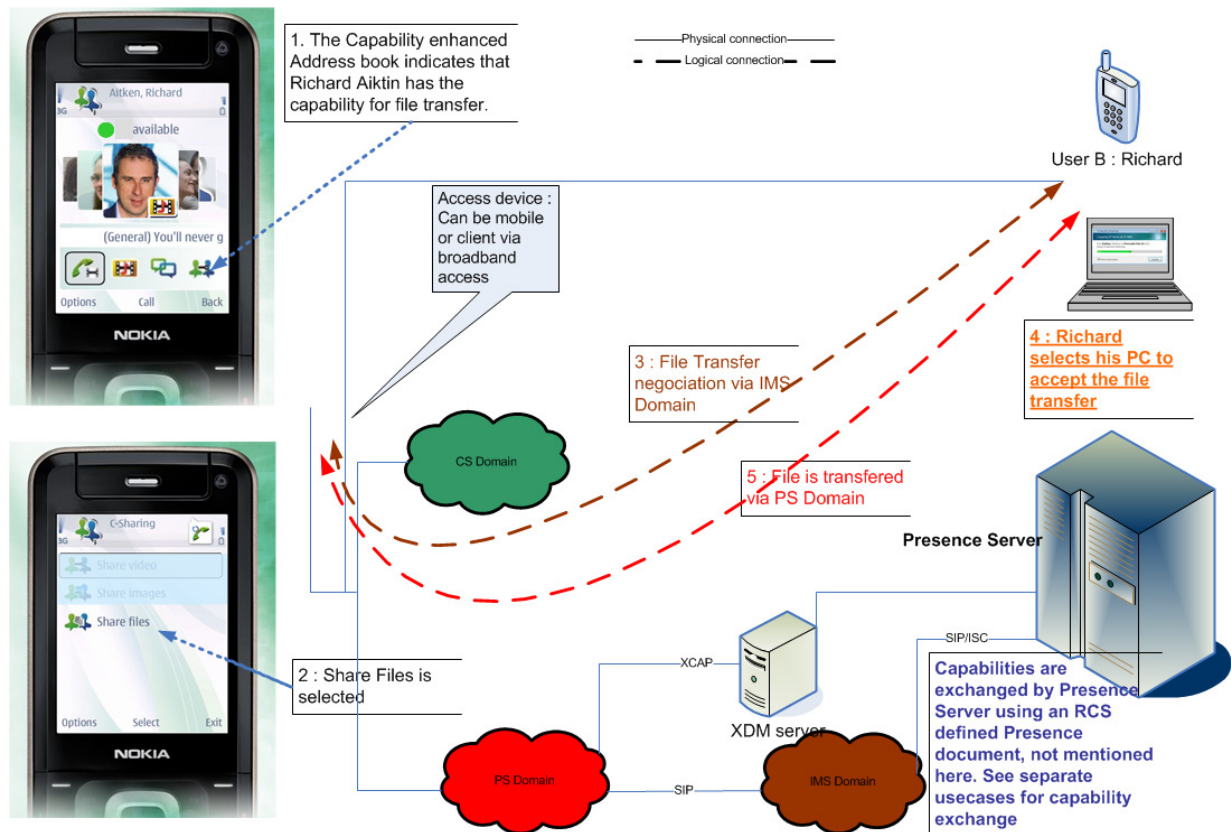 3G
Aitken, Richard
available
(General) You'll never g
Options
Call
Back
NOKIA
1. The Capability enhanced
Address book indicates that
Richard Aiktin has the
capability for file transfer.
Physical connection
Logical connection
User B : Richard
Access device :
Can be mobile
or client via
broadband
access
3 : File Transfer
negociation via IMS
Domain
4 : Richard
selects his PC to
accept the file
transfer
CS Domain
5 : File is transfered
via PS Domain
Presence Server
3G
C-Sharing
Share video
Share images
Share files
Options
Select
Exit
NOKIA
2 : Share Files is
selected
XCAP
XDM server
SIP/ISC
PS Domain
SIP
IMS Domain
Capabilities are
exchanged by Presence
Server using an RCS
defined Presence
document, not mentioned
here. See separate
usecases for capability
exchange